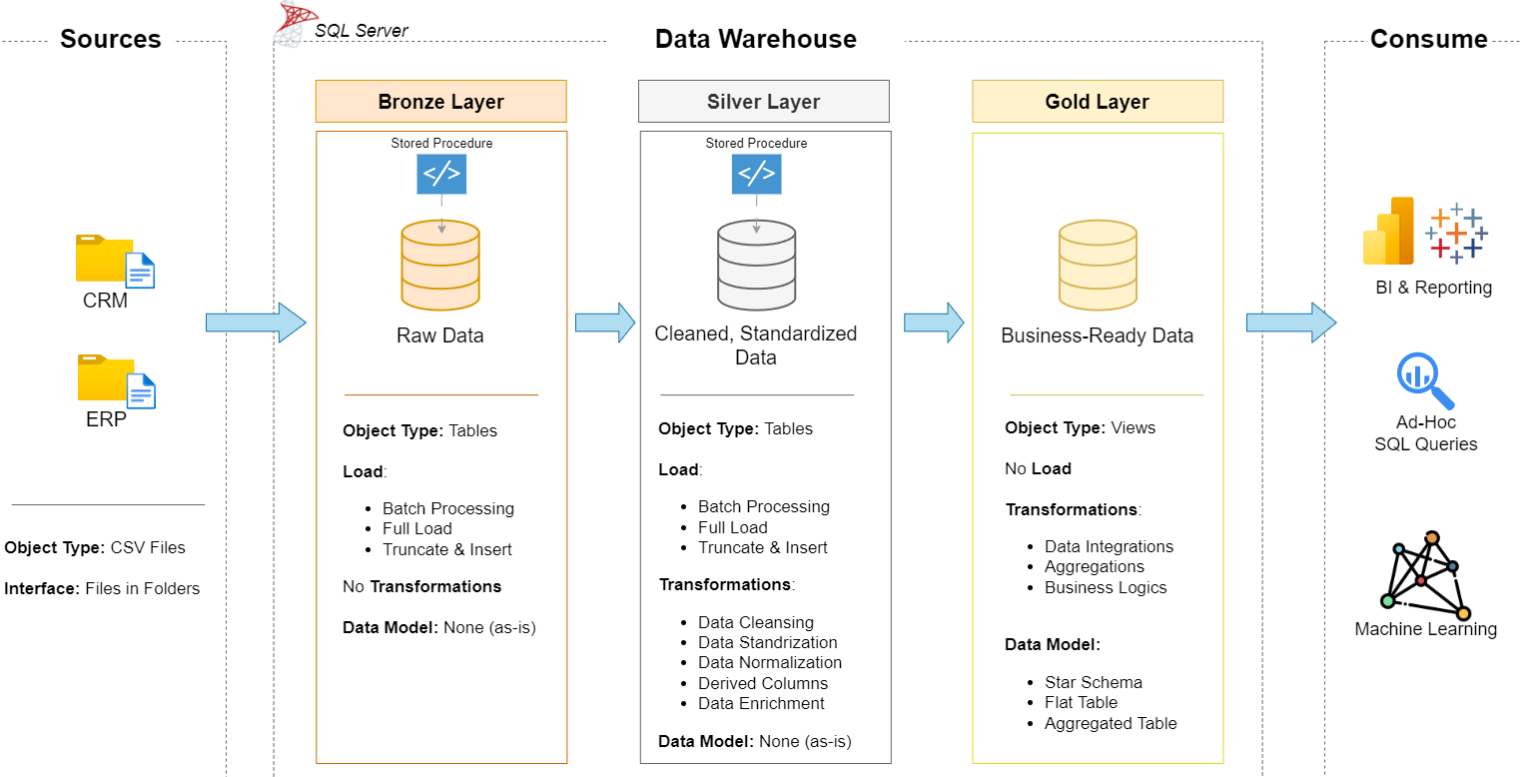 Sources
CRM
ERP
Object Type: CSV Files
Interface: Files in Folders
SQL Server
Data Warehouse
Bronze Layer
Stored Procedure
</>
Raw Data
Object Type: Tables
Load:
Batch Processing
Full Load
Truncate & Insert
No Transformations
Data Model: None (as-is)
Silver Layer
Stored Procedure
</>
Cleaned, Standardized
Data
Object Type: Tables
Load:
Batch Processing
Full Load
Truncate & Insert
Transformations:
Data Cleansing
Data Standrization
Data Normalization
Derived Columns
Data Enrichment
Data Model: None (as-is)
Gold Layer
Business-Ready Data
Object Type: Views
No Load
Transformations:
Data Integrations
Aggregations
Business Logics
Data Model:
Star Schema
Flat Table
Aggregated Table
Consume
BI & Reporting
Ad-Hoc
SQL Queries
Machine Learning